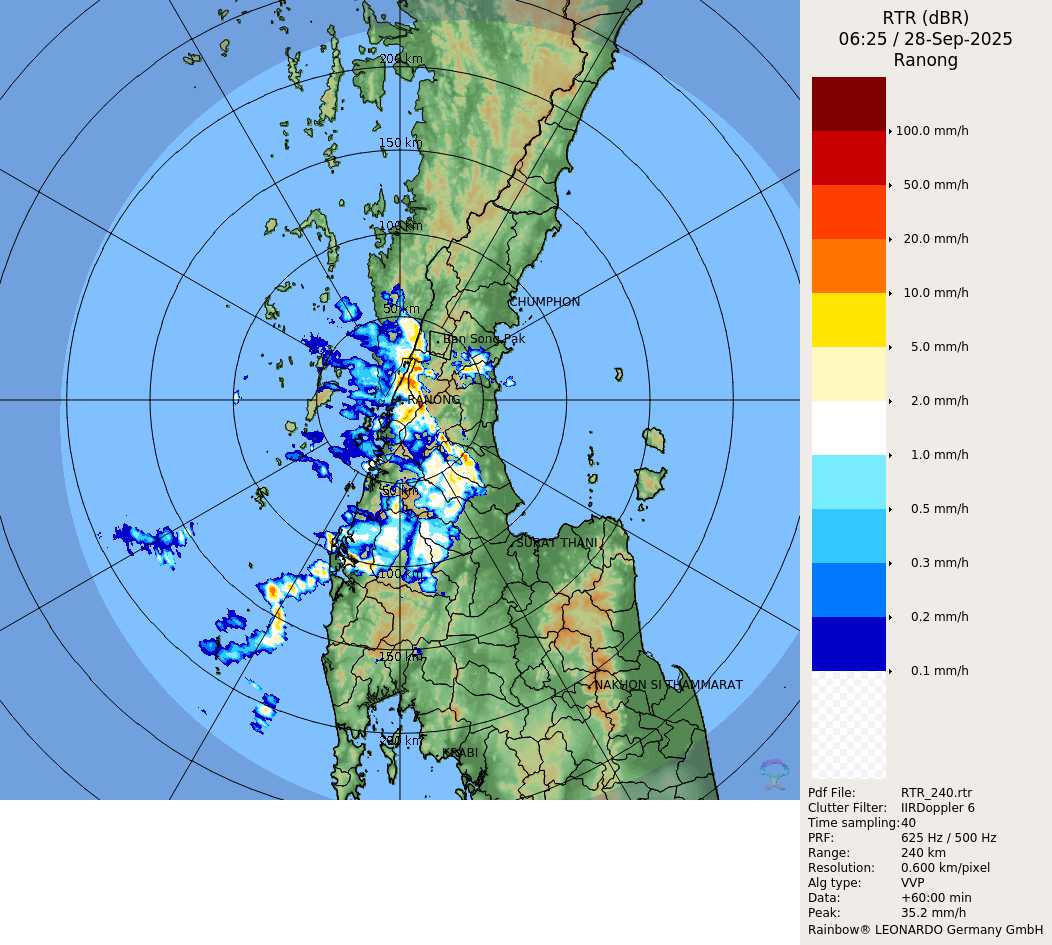 RTR (dBR)
06:25 / 28-Sep-2025
Ranong
200 km
150 km
100 km
CHUMPHON
50 km
Ban Song Pak
RANONG
50 km
SURAT THANI
100 km
150 km
NAKHON SI THAMMARAT
200 km
KRABI
100.0 mm/h
50.0 mm/h
20.0 mm/h
10.0 mm/h
5.0 mm/h
2.0 mm/h
1.0 mm/h
0.5 mm/h
0.3 mm/h
0.2 mm/h
0.1 mm/h
Pdf File: RTR_240.rtr
Clutter Filter: IIRDoppler 6
Time sampling:40
PRF: 625 Hz / 500 Hz
Range: 240 km
Resolution: 0.600 km/pixel
Alg type: VVP
Data: +60:00 min
Peak: 35.2 mm/h
Rainbow® LEONARDO Germany GmbH